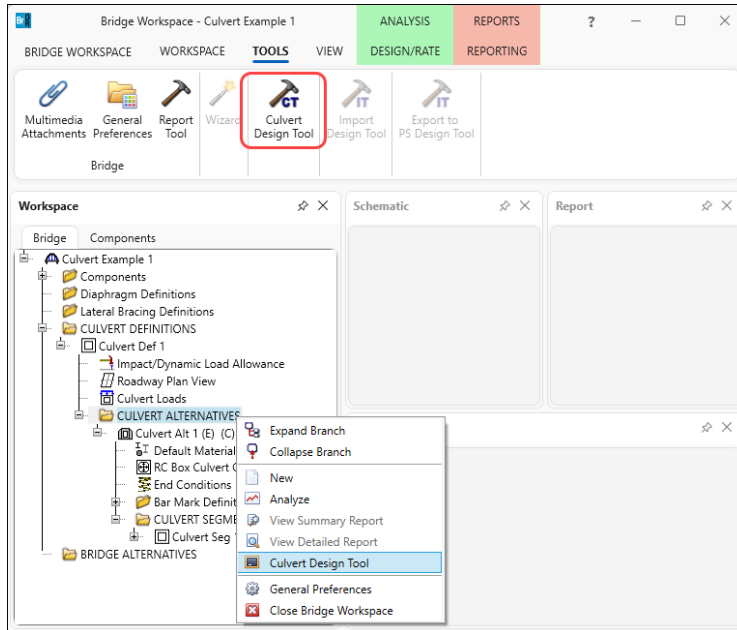 Br
Bridge Workspace - Culvert Example 1
ANALYSIS
REPORTS
?
BRIDGE WORKSPACE
WORKSPACE
TOOLS
VIEW
DESIGN/RATE
REPORTING
Multimedia
Attachments
General
Preferences
Report
Tool
Wizard
CT
Culvert
Design Tool
IT
Import
Design Tool
IT
Export to
PS Design Tool
Bridge
Workspace
Schematic
Report
Bridge
Components
Culvert Example 1
Components
Diaphragm Definitions
Lateral Bracing Definitions
CULVERT DEFINITIONS
Culvert Def 1
Impact/Dynamic Load Allowance
Roadway Plan View
Culvert Loads
CULVERT ALTERNATIVES
Culvert Alt 1 (E) (C)
Default Material
RC Box Culvert
End Conditions
Bar Mark Definit
CULVERT SEGME
Culvert Seg
BRIDGE ALTERNATIVES
Expand Branch
Collapse Branch
New
Analyze
View Summary Report
View Detailed Report
Culvert Design Tool
General Preferences
Close Bridge Workspace